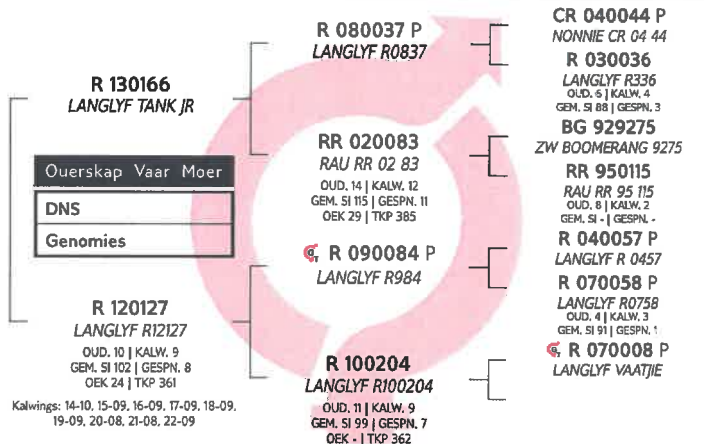 R 130166
LANGLYF TANK JR
Ouerskap Vaar Moer
DNS
Genomies
R 120127
LANGLYF R12127
OUD. 10 | KALW. 9
GEM. SI 102 | GESPN. 8
OEK 24 | TKP 361
Kalwings: 14-10, 15-09, 16-09, 17-09, 18-09,
19-09, 20-08, 21-08, 22-09
R 080037 P
LANGLYF R0837
RR 020083
RAU RR 02 83
OUD. 14 | KALW. 12
GEM. SI 115 | GESPN. 11
OEK 29 | TKP 385
R 090084 P
LANGLYF R984
R 100204
LANGLYF R100204
OUD. 11 | KALW. 9
GEM. SI 99 | GESPN. 7
OEK - | TKP 362
CR 040044 P
NONNIE CR 04 44
R 030036
LANGLYF R336
OUD. 6 | KALW. 4
GEM. SI 88 | GESPN. 3
BG 929275
ZW BOOMERANG 9275
RR 950115
RAU RR 95 115
OUD. 8 | KALW. 2
GEM. SI - | GESPN. -
R 040057 P
LANGLYF R 0457
R 070058 P
LANGLYF R0758
OUD. 4 | KALW. 3
GEM. SI 91 | GESPN. 1
R 070008 P
LANGLYF VAATJIE